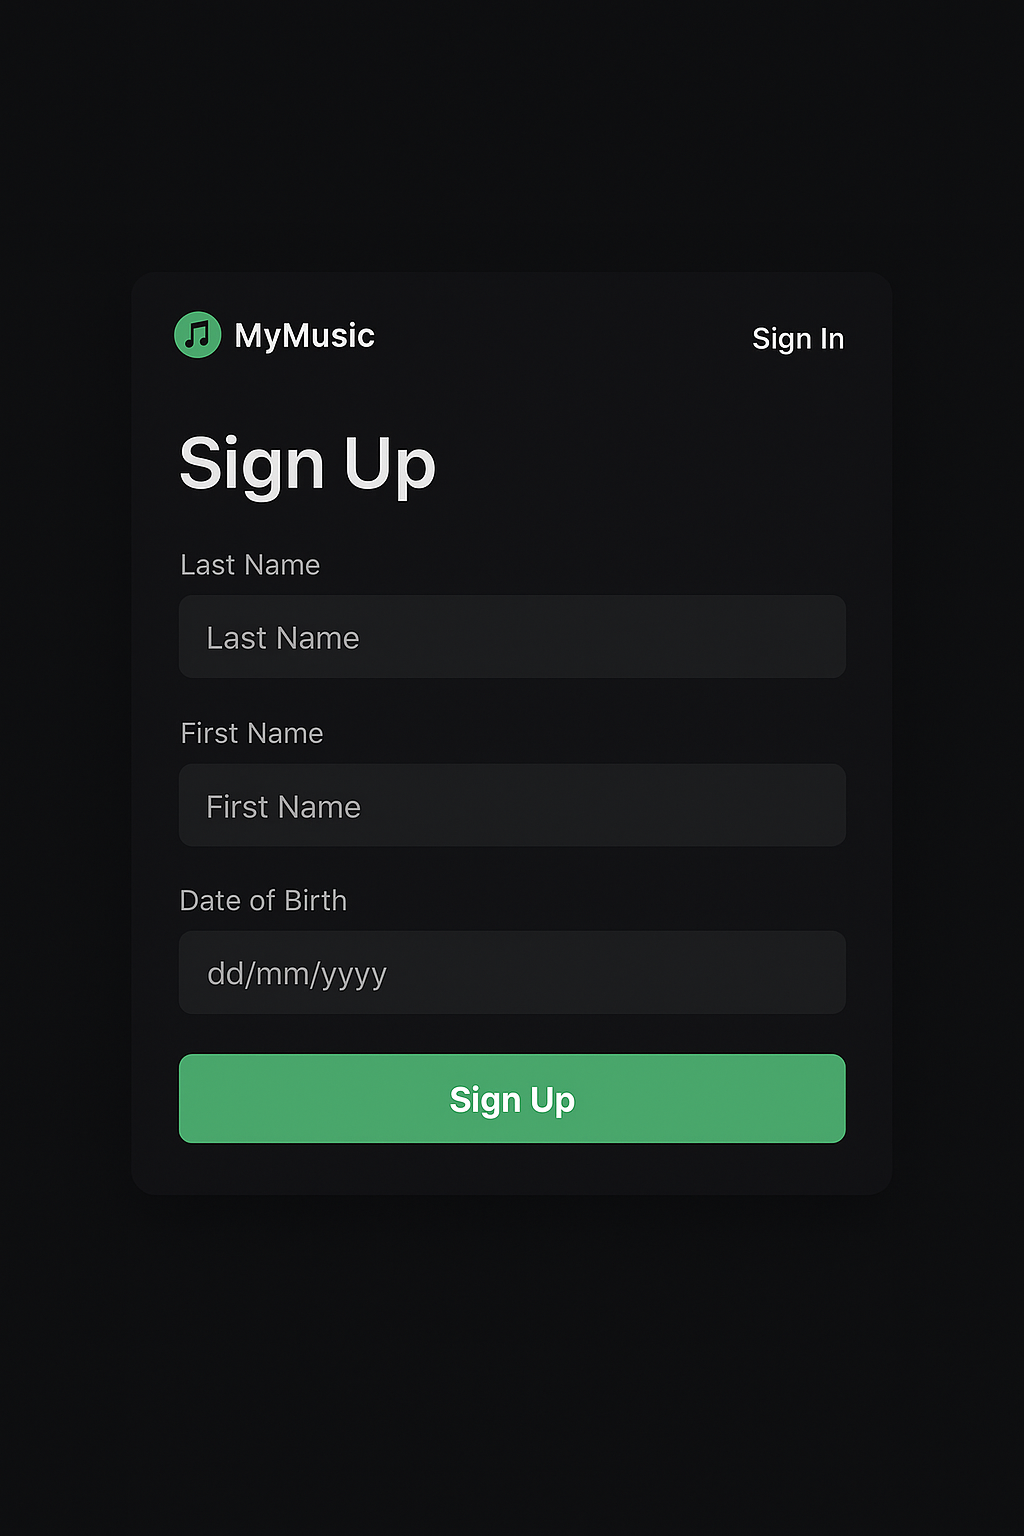 MyMusic
Sign In
Sign Up
Last Name
Last Name
First Name
First Name
Date of Birth
dd/mm/yyyy
Sign Up